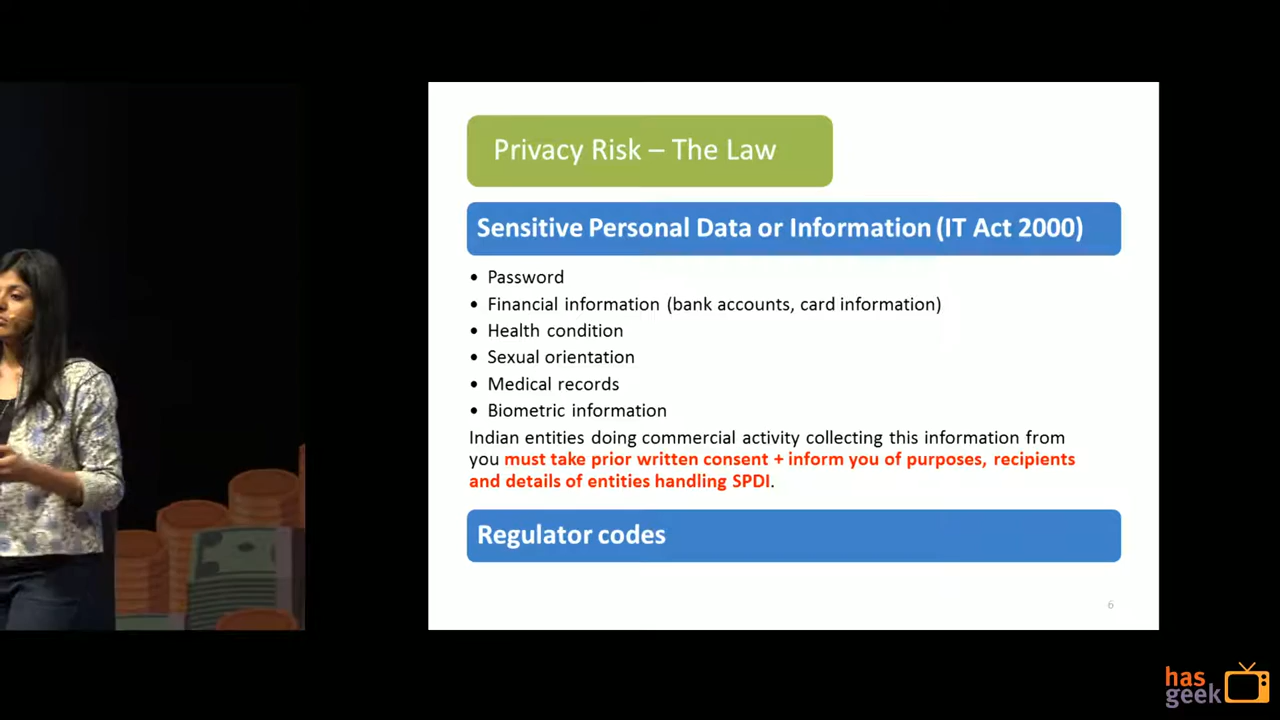 Privacy Risk – The Law
Sensitive Personal Data or Information (IT Act 2000)
• Password
• Financial information (bank accounts, card information)
• Health condition
• Sexual orientation
• Medical records
• Biometric information
Indian entities doing commercial activity collecting this information from
you must take prior written consent + inform you of purposes, recipients
and details of entities handling SPDI.
Regulator codes
6
has
geek